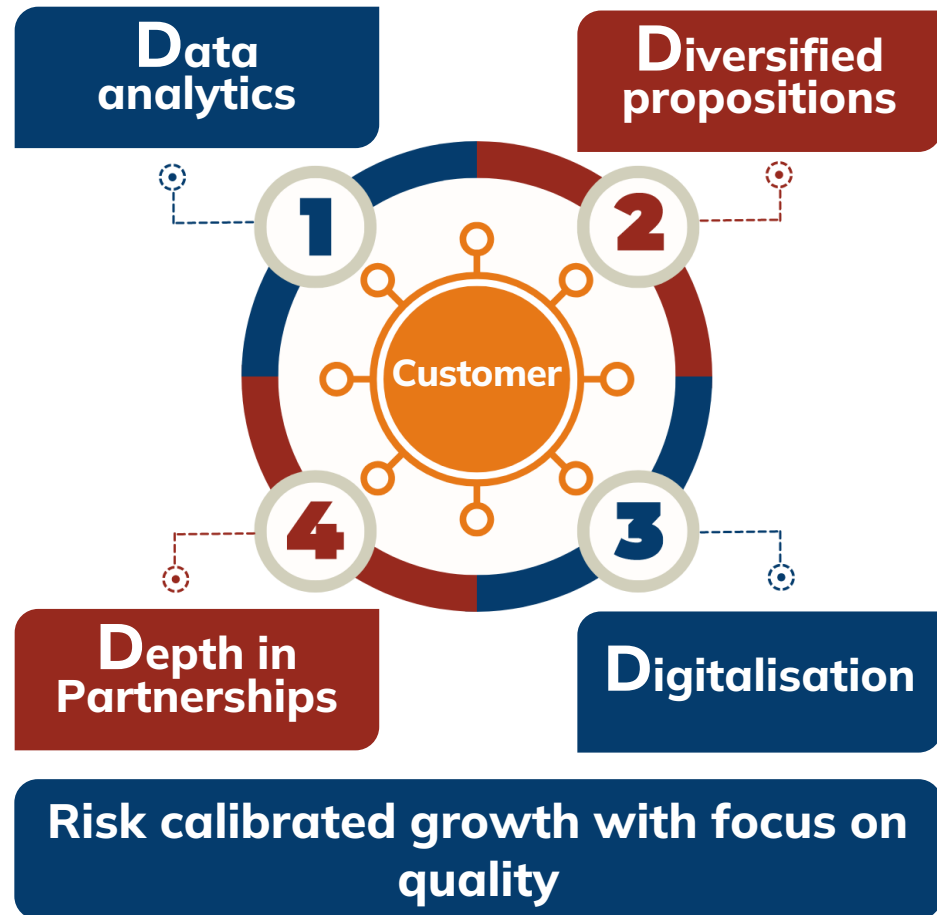 Data
analytics
Diversified
propositions
1
2
Customer
4
3
Depth in
Partnerships
Digitalisation
Risk calibrated growth with focus on
quality